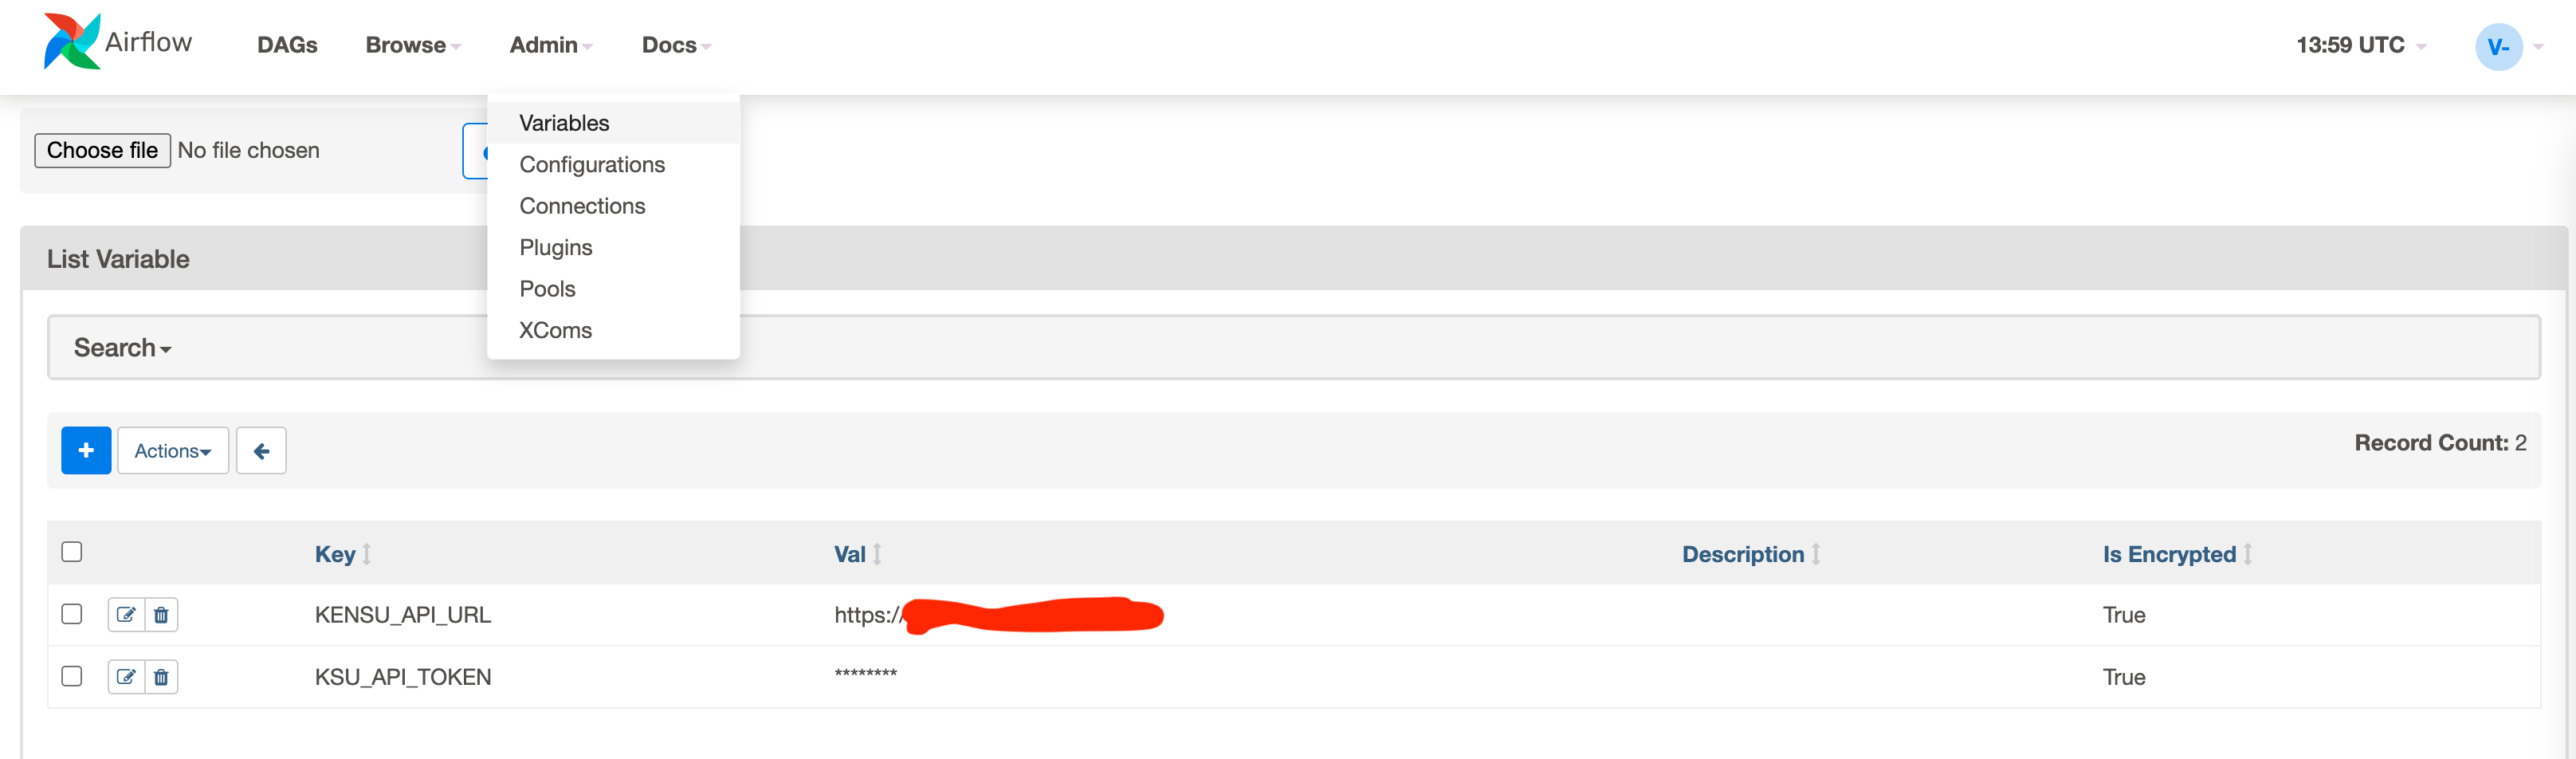 Airflow DAGs Browse Admin Docs 13:59 UTC V-
Variables
Choose file No file chosen
Configurations
Connections
Plugins
List Variable
Pools
XComs
Search
Actions Record Count: 2
Key Val Description Is Encrypted
KENSU_API_URL https:// True
KSU_API_TOKEN ******** True